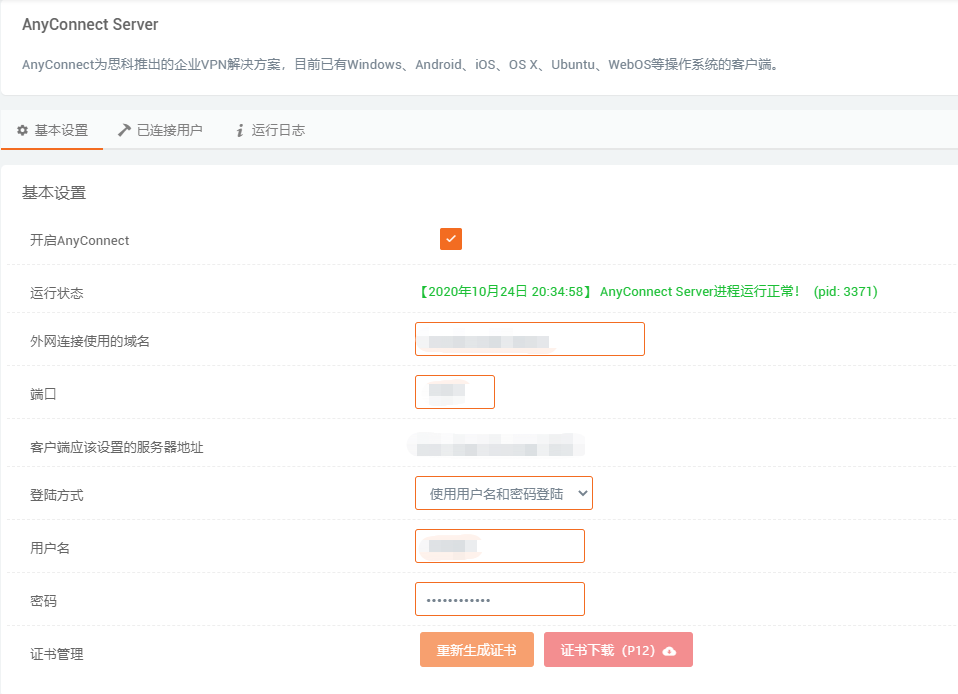 AnyConnect Server
AnyConnect为思科推出的企业VPN解决方案，目前已有Windows、Android、iOS、OS X、Ubuntu、WebOS等操作系统的客户端。
基本设置 已连接用户 运行日志
基本设置
开启AnyConnect
运行状态 【2020年10月24日 20:34:58】 AnyConnect Server进程运行正常！ (pid: 3371)
外网连接使用的域名
端口
客户端应该设置的服务器地址
登陆方式 使用用户名和密码登陆
用户名
密码 ••••••••••••
证书管理 重新生成证书 证书下载（P12）